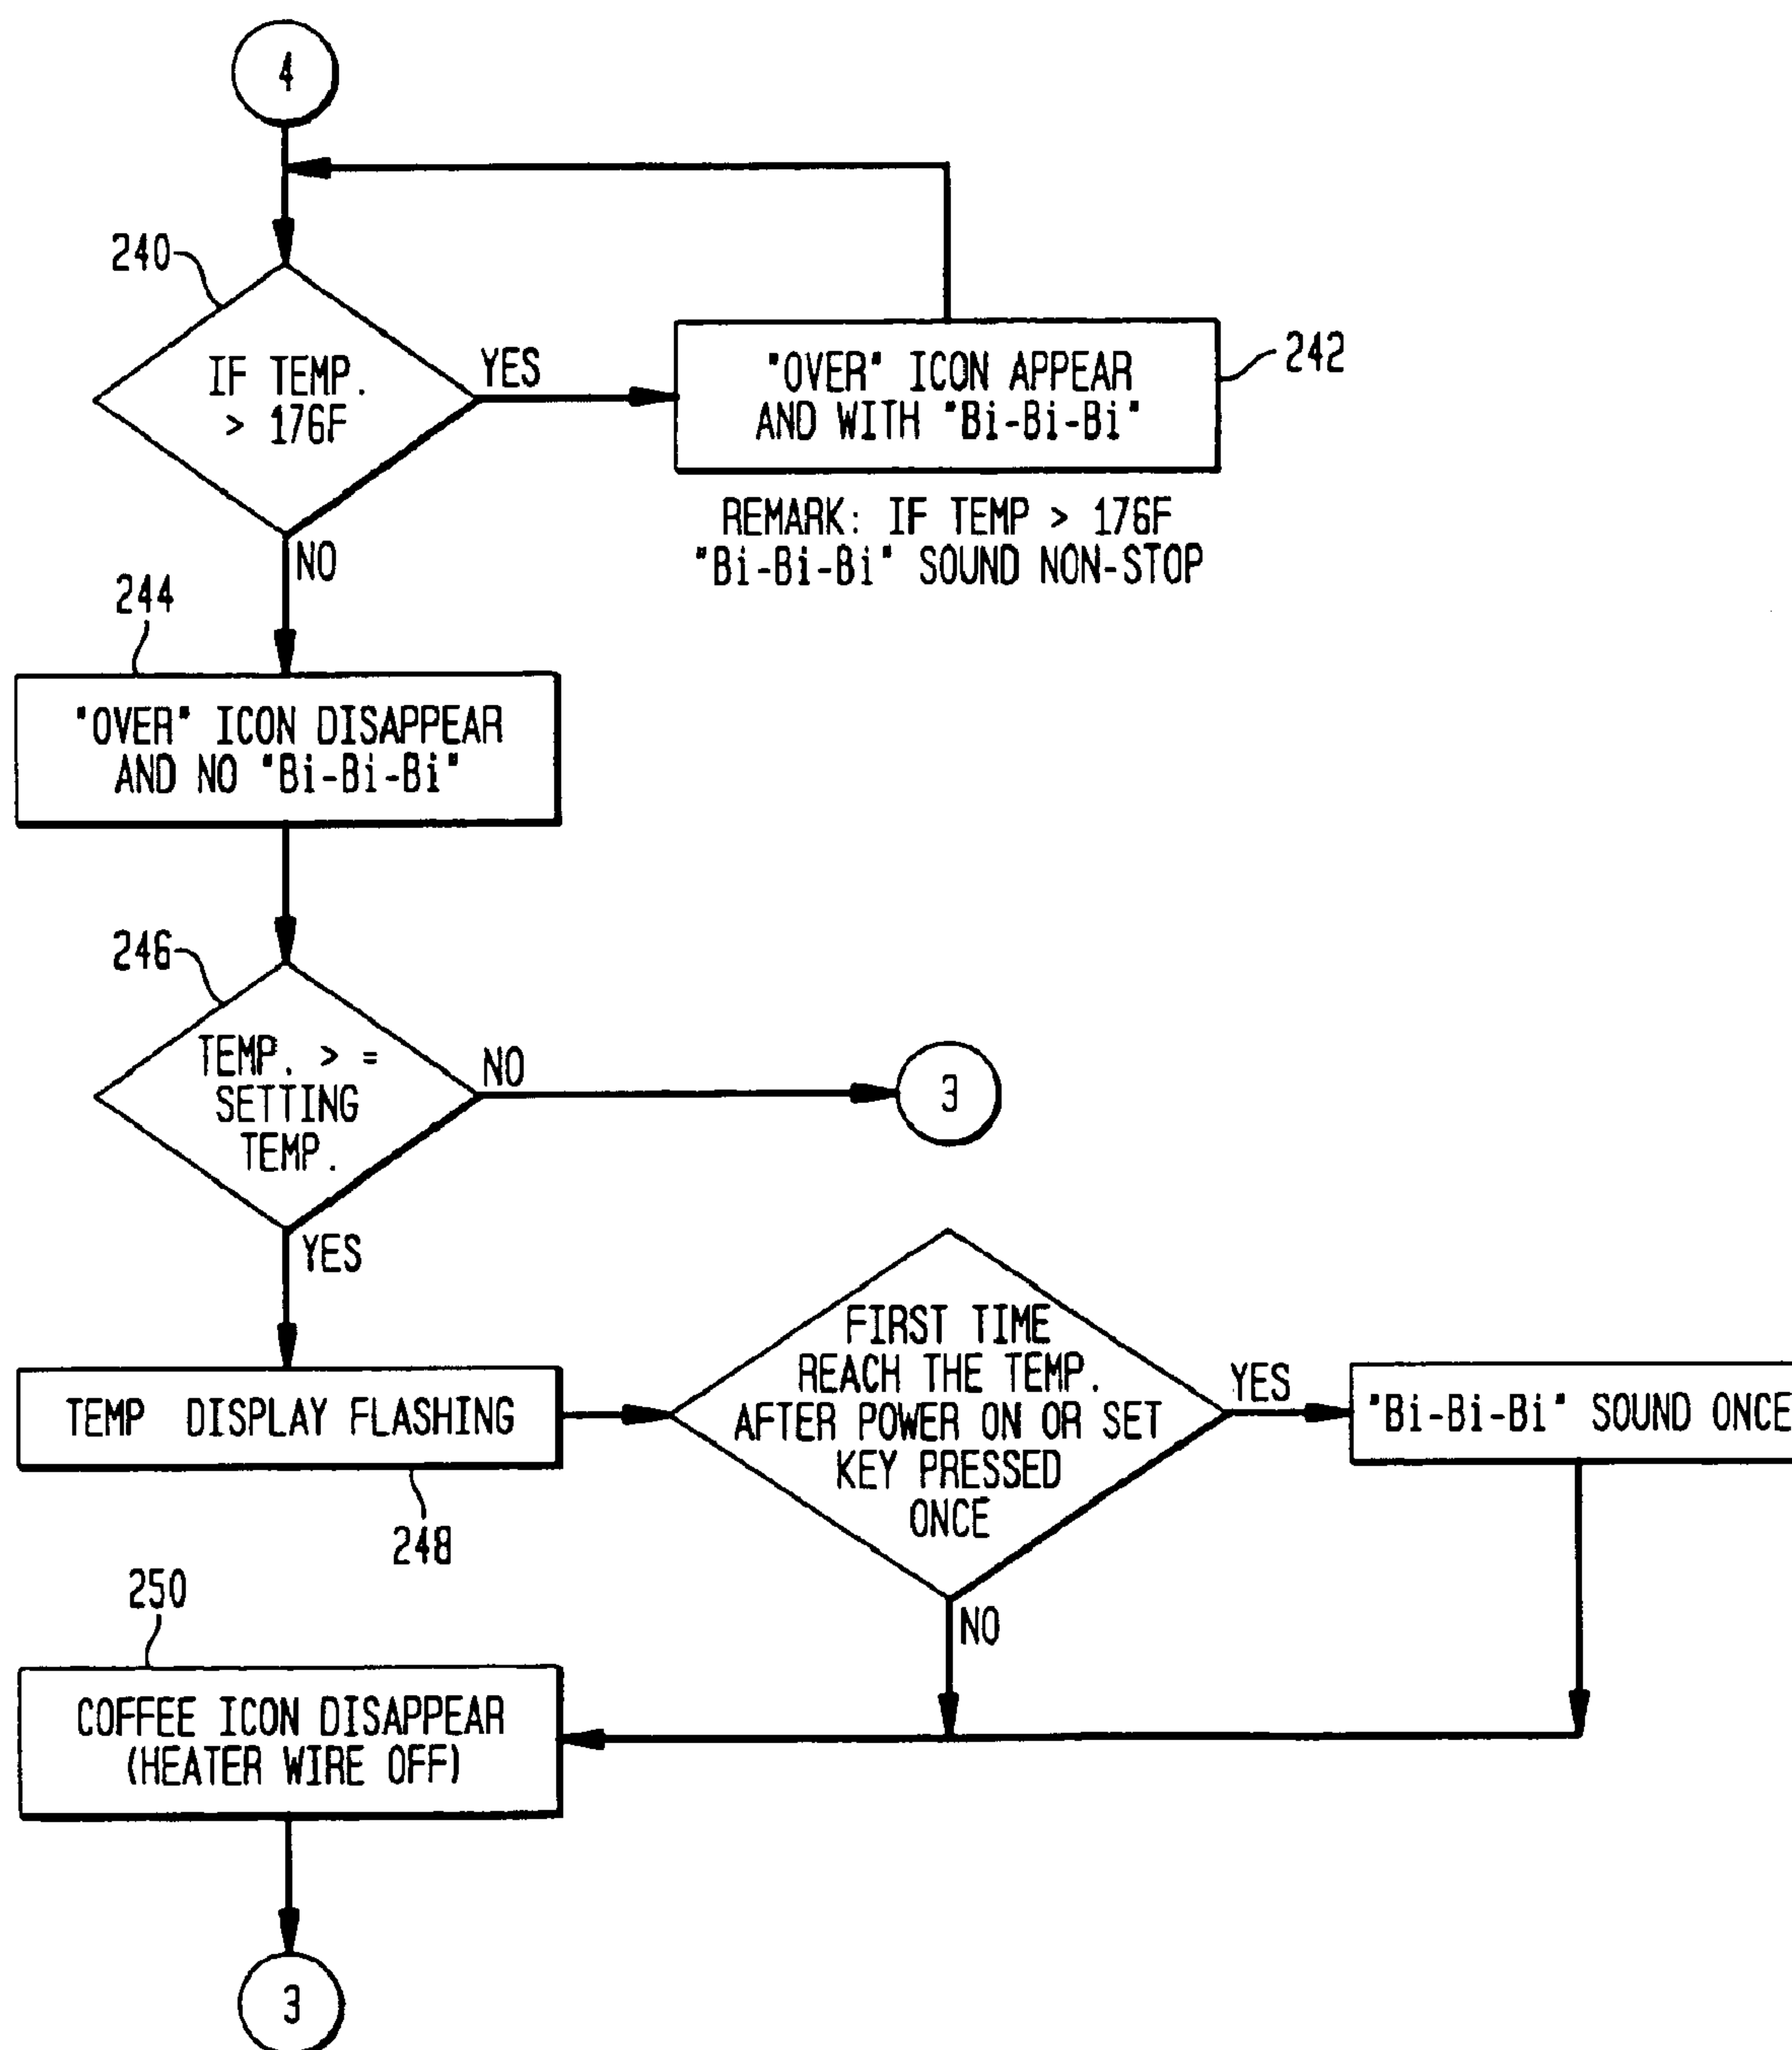 4
240
IF TEMP.
> 176F
YES
"OVER" ICON APPEAR
AND WITH "Bi-Bi-Bi"
242
REMARK: IF TEMP > 176F
"Bi-Bi-Bi" SOUND NON-STOP
NO
244
"OVER" ICON DISAPPEAR
AND NO "Bi-Bi-Bi"
246
TEMP. > =
SETTING
TEMP.
NO
3
YES
TEMP DISPLAY FLASHING
248
FIRST TIME
REACH THE TEMP.
AFTER POWER ON OR SET
KEY PRESSED
ONCE
YES
"Bi-Bi-Bi" SOUND ONCE
NO
250
COFFEE ICON DISAPPEAR
(HEATER WIRE OFF)
3